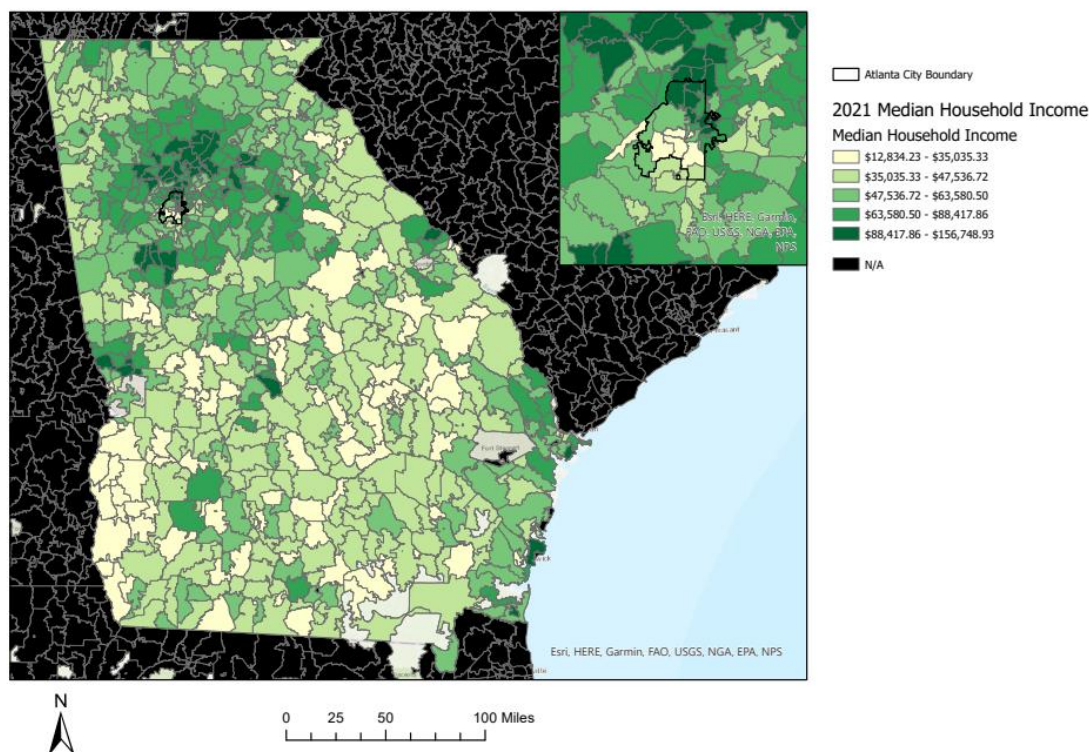 Esri, HERE, Garmin,
FAO, USGS, NGA, EPA,
NPS
Fort Stewart
Esri, HERE, Garmin, FAO, USGS, NGA, EPA, NPS
N
0 25 50 100 Miles
Atlanta City Boundary
2021 Median Household Income
Median Household Income
$12,834.23 - $35,035.33
$35,035.33 - $47,536.72
$47,536.72 - $63,580.50
$63,580.50 - $88,417.86
$88,417.86 - $156,748.93
N/A